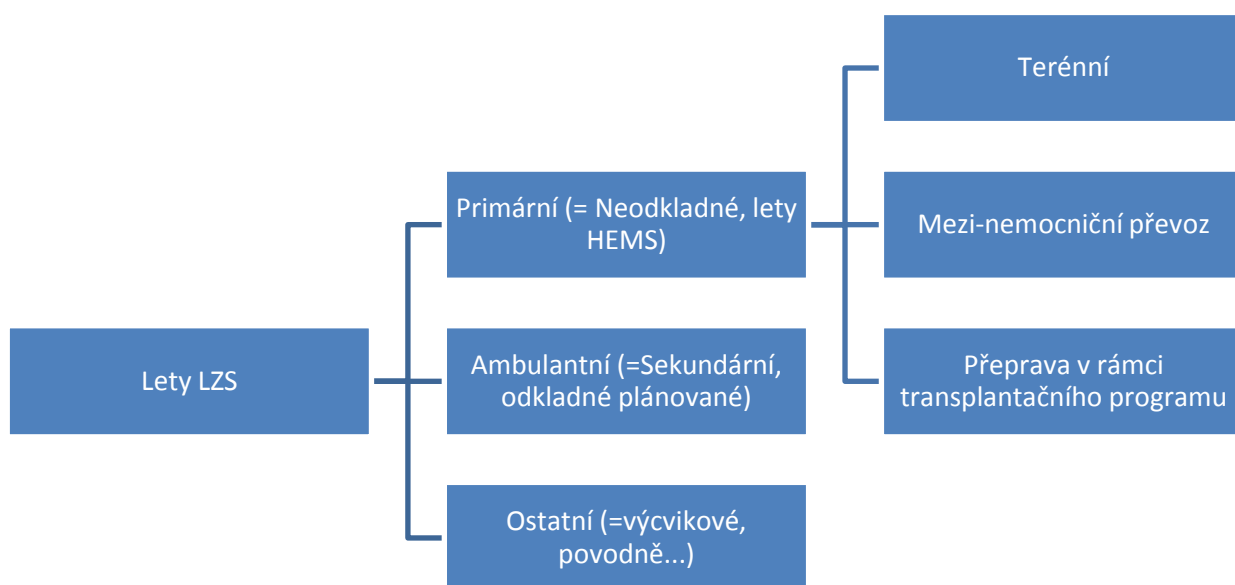 Lety LZS
Primární (= Neodkladné, lety
HEMS)
Ambulantní (=Sekundární,
odkladné plánované)
Ostatní (=výcvikové,
povodně...)
Terénní
Mezi-nemocniční převoz
Přeprava v rámci
transplantačního programu